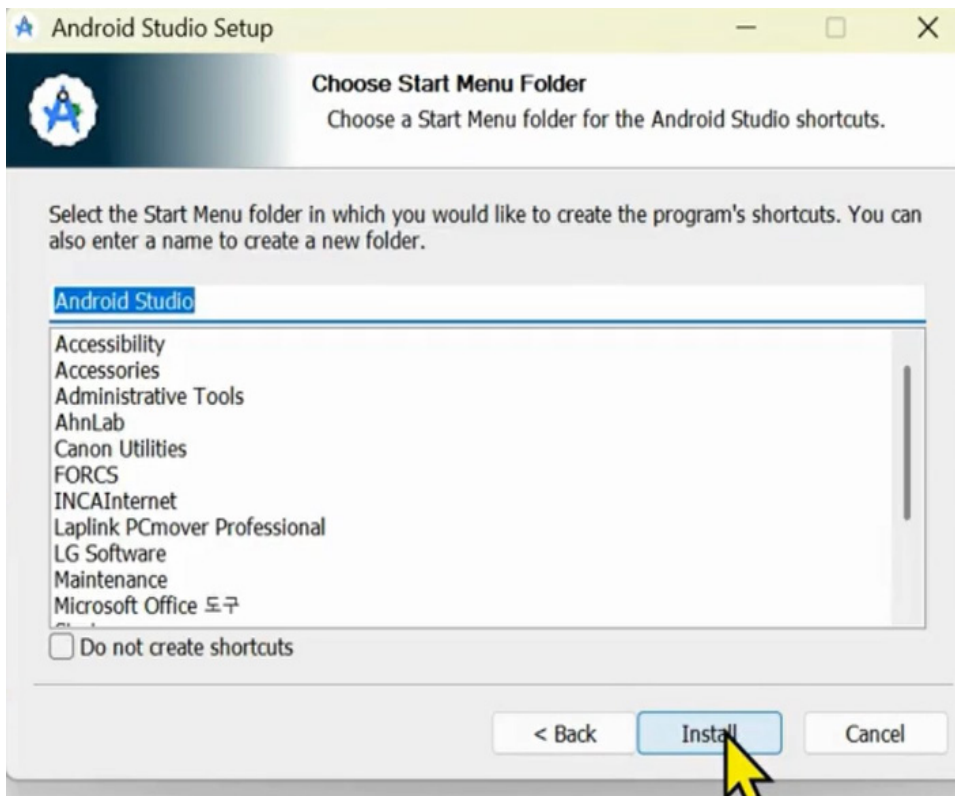 Android Studio Setup
Choose Start Menu Folder
Choose a Start Menu folder for the Android Studio shortcuts.
Select the Start Menu folder in which you would like to create the program's shortcuts. You can
also enter a name to create a new folder.
Android Studio
Accessibility
Accessories
Administrative Tools
AhnLab
Canon Utilities
FORCS
INCAInternet
Laplink PCmover Professional
LG Software
Maintenance
Microsoft Office 도구
Do not create shortcuts
< Back
Install
Cancel